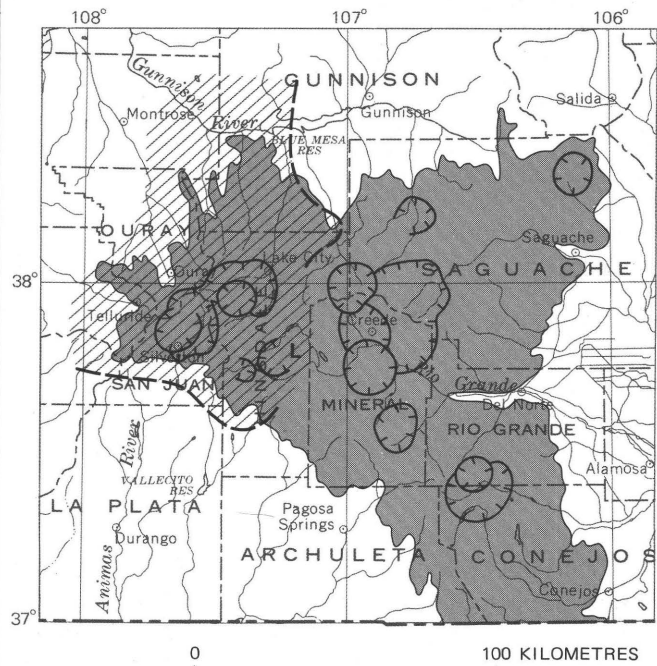 108° 107° 106°
Gunnison
GUNNISON
Salida
Montrose
Gunnison
River
BLUE MESA
RES
OURAY
Saguache
Lake City
Ouray
38° 38°
SAGUACHE
Telluride
Creede
Silverton
L
SAN JUAN
Rio
Grande
MINERAL
Del Norte
RIO GRANDE
River
VALLECITO
RES
Alamosa
LA PLATA
Pagosa
Springs
Durango
ARCHULETA CONEJOS
Animas
Conejos
37° 37°
0 100 KILOMETRES